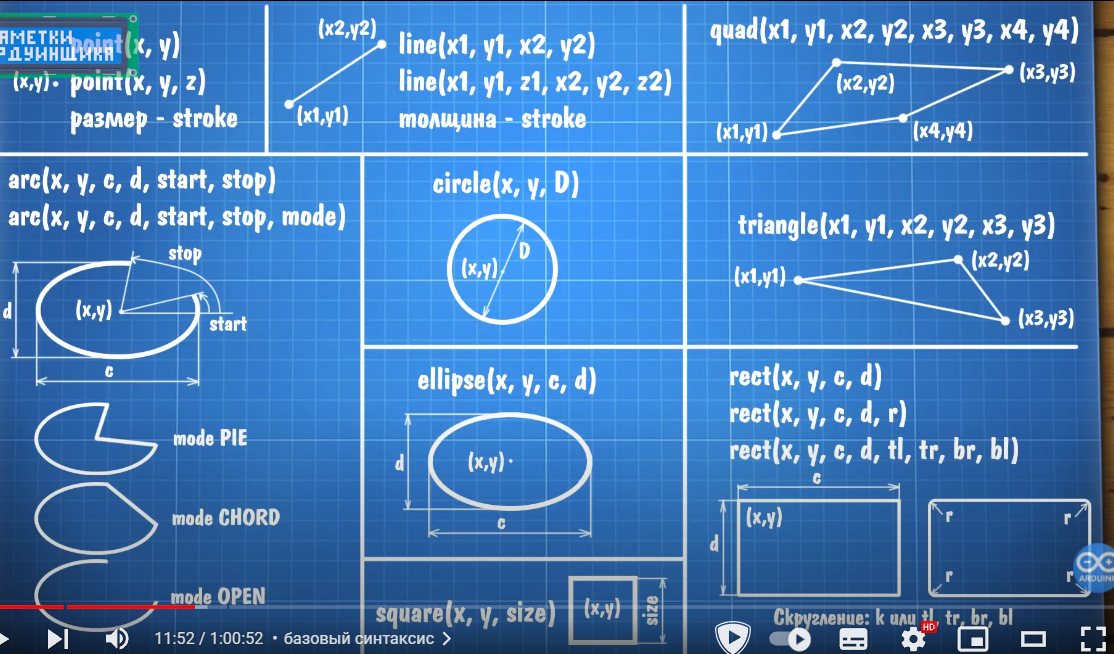 АМЕТКИ
РДУИНЩИКА
point(x, y)
(x,y)
point(x, y, z)
размер - stroke
(x2,y2)
(x1,y1)
line(x1, y1, x2, y2)
line(x1, y1, z1, x2, y2, z2)
толщина - stroke
quad(x1, y1, x2, y2, x3, y3, x4, y4)
(x2,y2)
(x3,y3)
(x1,y1)
(x4,y4)
arc(x, y, c, d, start, stop)
arc(x, y, c, d, start, stop, mode)
stop
d
(x,y)
start
c
mode PIE
mode CHORD
mode OPEN
circle(x, y, D)
D
(x,y)
ellipse(x, y, c, d)
d
(x,y)
c
square(x, y, size)
(x,y)
size
triangle(x1, y1, x2, y2, x3, y3)
(x1,y1)
(x2,y2)
(x3,y3)
rect(x, y, c, d)
rect(x, y, c, d, r)
rect(x, y, c, d, tl, tr, br, bl)
c
(x,y)
d
r
r
r
r
ARDUINO
Скругление: k или tl, tr, br, bl
11:52 / 1:00:52 • базовый синтаксис
HD